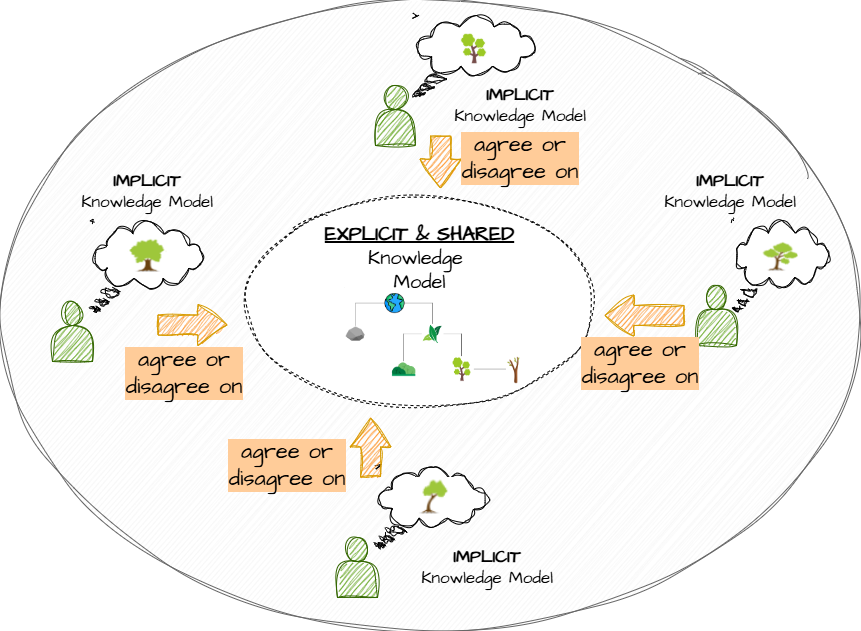 IMPLICIT
Knowledge Model
agree or
disagree on
IMPLICIT
Knowledge Model
agree or
disagree on
IMPLICIT
Knowledge Model
agree or
disagree on
EXPLICIT & SHARED
Knowledge
Model
agree or
disagree on
IMPLICIT
Knowledge Model